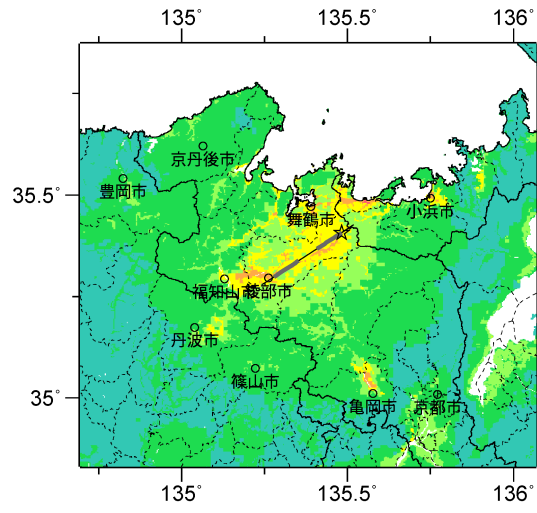 135° 135.5° 136°
京丹後市
豊岡市
35.5°
舞鶴市
小浜市
福知山市
綾部市
丹波市
篠山市
35°
亀岡市
京都市
135° 135.5° 136°